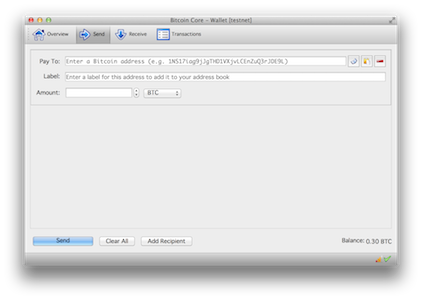 Bitcoin Core - Wallet [testnet]
Overview Send Receive Transactions
Pay To: Enter a Bitcoin address (e.g. 1NS17iag9jJgTHD1VXjvLCEnZuQ3rJDE9L)
Label: Enter a label for this address to add it to your address book
Amount: BTC
Send Clear All Add Recipient Balance: 0.30 BTC